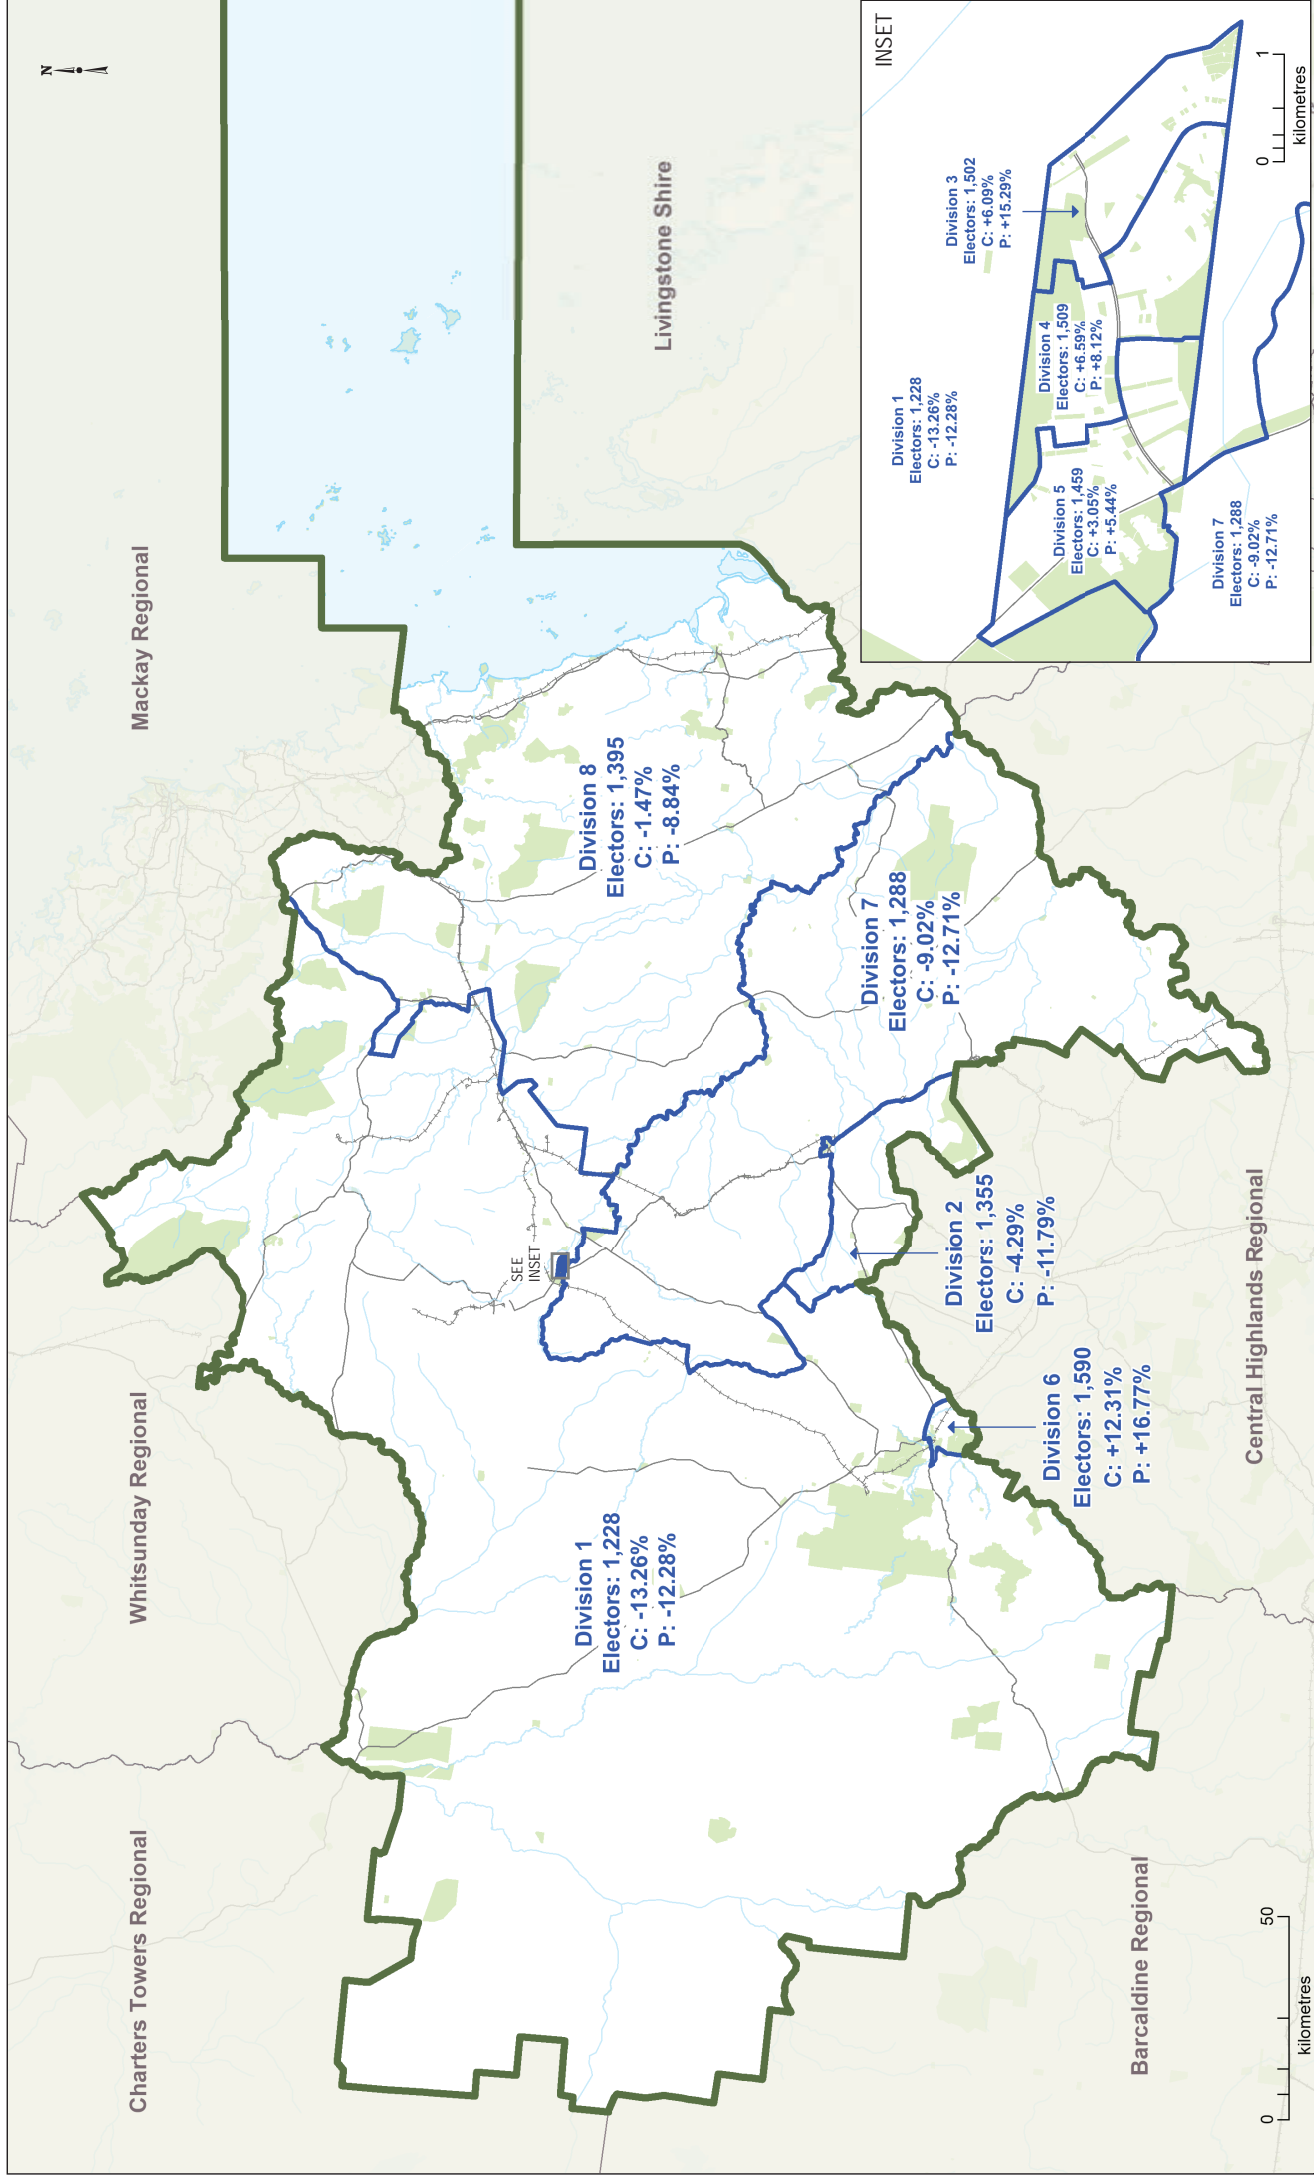 Charters Towers Regional
Whitsunday Regional
Mackay Regional
N
Livingstone Shire
Barcaldine Regional
Central Highlands Regional
Division 1
Electors: 1,228
C: -13.26%
P: -12.28%
SEE
INSET
Division 8
Electors: 1,395
C: -1.47%
P: -8.84%
Division 7
Electors: 1,288
C: -9.02%
P: -12.71%
Division 2
Electors: 1,355
C: -4.29%
P: -11.79%
Division 6
Electors: 1,590
C: +12.31%
P: +16.77%
0 50
kilometres
INSET
Division 1
Electors: 1,228
C: -13.26%
P: -12.28%
Division 3
Electors: 1,502
C: +6.09%
P: +15.29%
Division 4
Electors: 1,509
C: +6.59%
P: +8.12%
Division 5
Electors: 1,459
C: +3.05%
P: +5.44%
Division 7
Electors: 1,288
C: -9.02%
P: -12.71%
0 1
kilometres